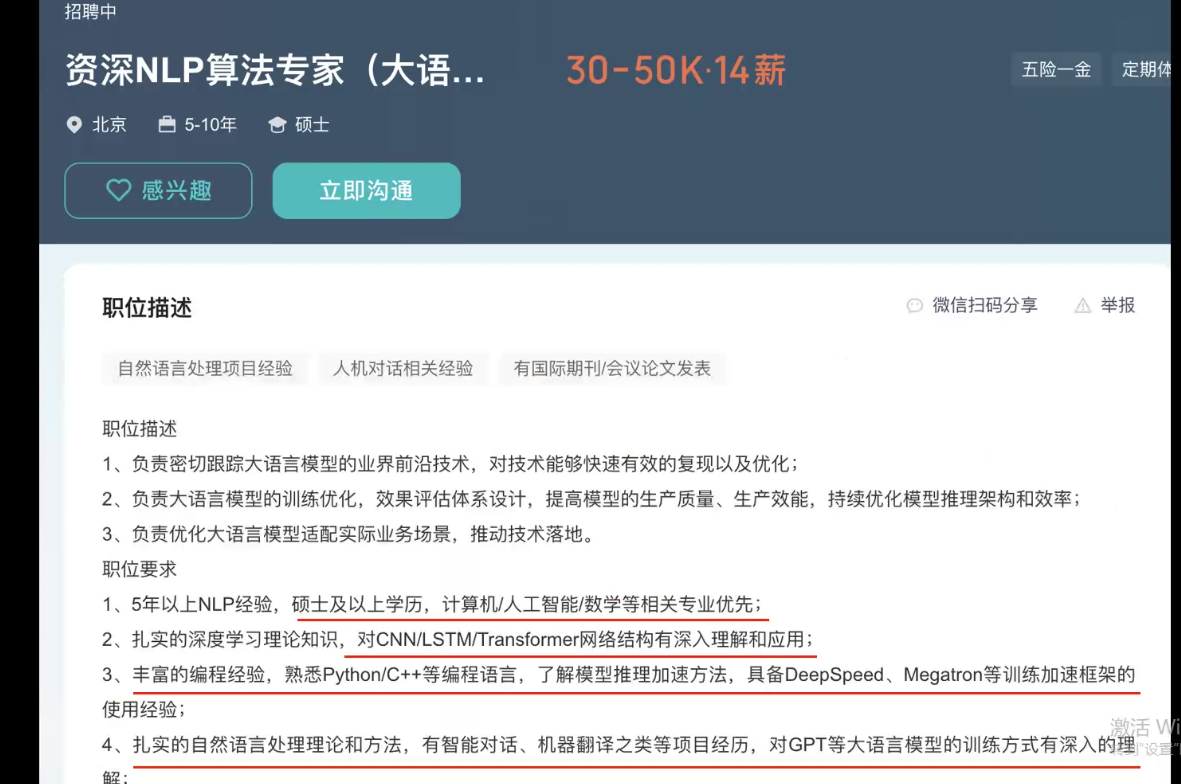 招聘中
资深NLP算法专家（大语... 30-50K·14薪 五险一金 定期体
北京 5-10年 硕士
感兴趣 立即沟通
职位描述 微信扫码分享 举报
自然语言处理项目经验 人机对话相关经验 有国际期刊/会议论文发表
职位描述
1、负责密切跟踪大语言模型的业界前沿技术，对技术能够快速有效的复现以及优化；
2、负责大语言模型的训练优化，效果评估体系设计，提高模型的生产质量、生产效能，持续优化模型推理架构和效率；
3、负责优化大语言模型适配实际业务场景，推动技术落地。
职位要求
1、5年以上NLP经验，硕士及以上学历，计算机/人工智能/数学等相关专业优先；
2、扎实的深度学习理论知识，对CNN/LSTM/Transformer网络结构有深入理解和应用；
3、丰富的编程经验，熟悉Python/C++等编程语言，了解模型推理加速方法，具备DeepSpeed、Megatron等训练加速框架的
使用经验；
激活 Wi
4、扎实的自然语言处理理论和方法，有智能对话、机器翻译之类等项目经历，对GPT等大语言模型的训练方式有深入的理
解；